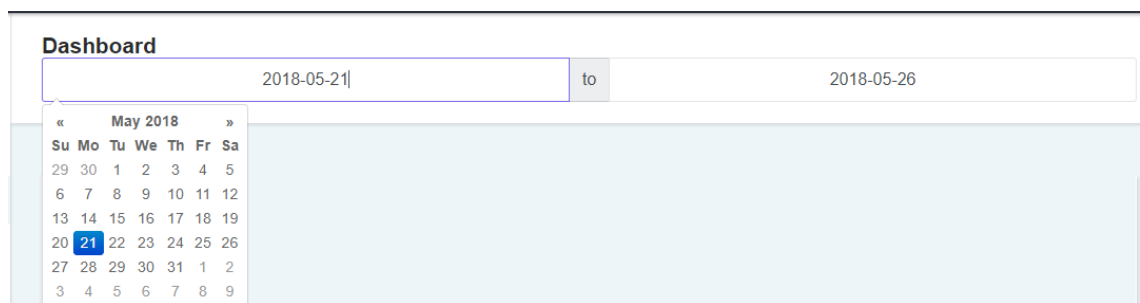 Dashboard
2018-05-21 to 2018-05-26
« May 2018 »
Su Mo Tu We Th Fr Sa
29 30 1 2 3 4 5
6 7 8 9 10 11 12
13 14 15 16 17 18 19
20 21 22 23 24 25 26
27 28 29 30 31 1 2
3 4 5 6 7 8 9